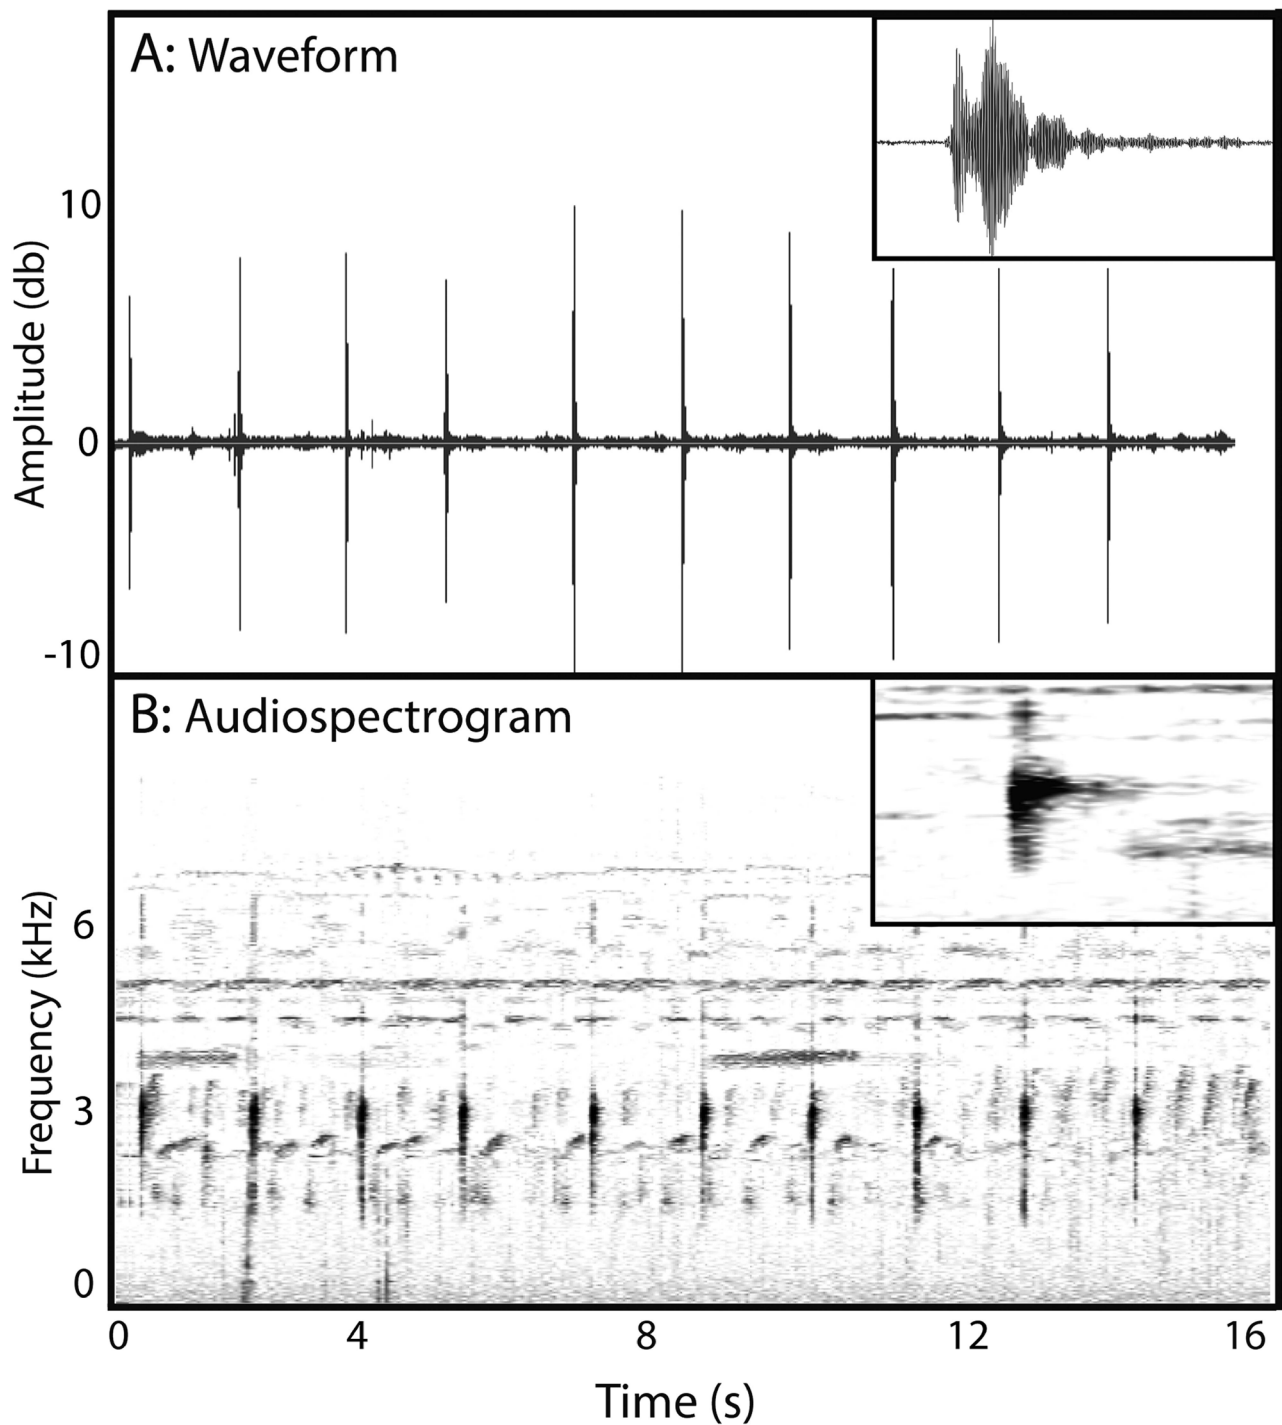 A: Waveform
10
0
-10
Amplitude (db)
B: Audiospectrogram
6
3
0
Frequency (kHz)
0 4 8 12 16
Time (s)